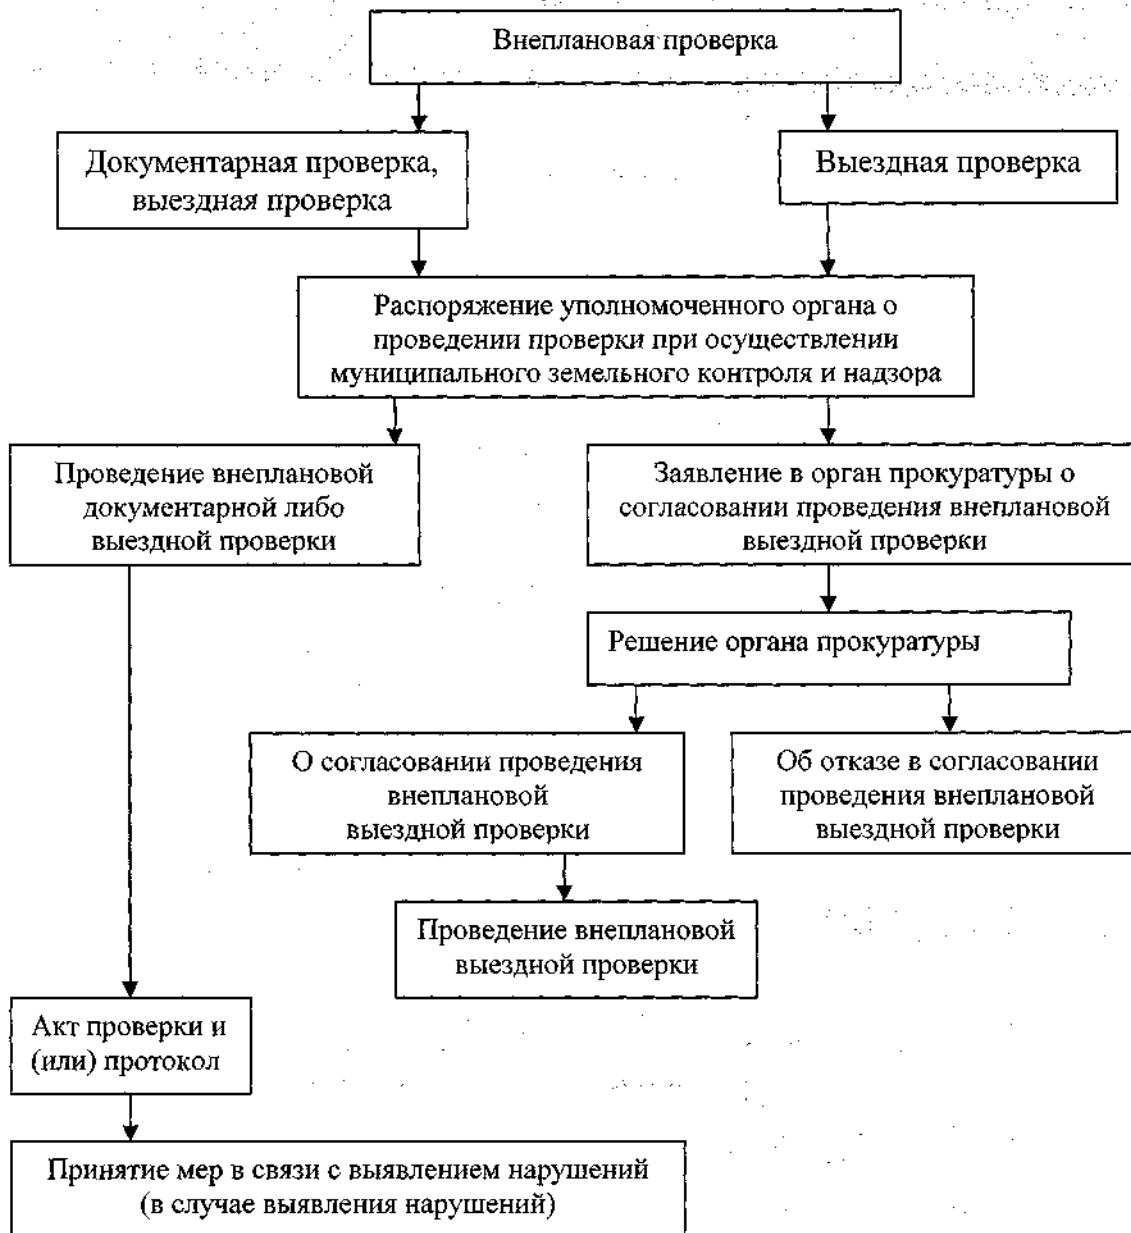 Внеплановая проверка
Документарная проверка,
выездная проверка
Выездная проверка
Распоряжение уполномоченного органа о
проведении проверки при осуществлении
муниципального земельного контроля и надзора
Проведение внеплановой
документарной либо
выездной проверки
Заявление в орган прокуратуры о
согласовании проведения внеплановой
выездной проверки
Решение органа прокуратуры
О согласовании проведения
внеплановой
выездной проверки
Об отказе в согласовании
проведения внеплановой
выездной проверки
Проведение внеплановой
выездной проверки
Акт проверки и
(или) протокол
Принятие мер в связи с выявлением нарушений
(в случае выявления нарушений)